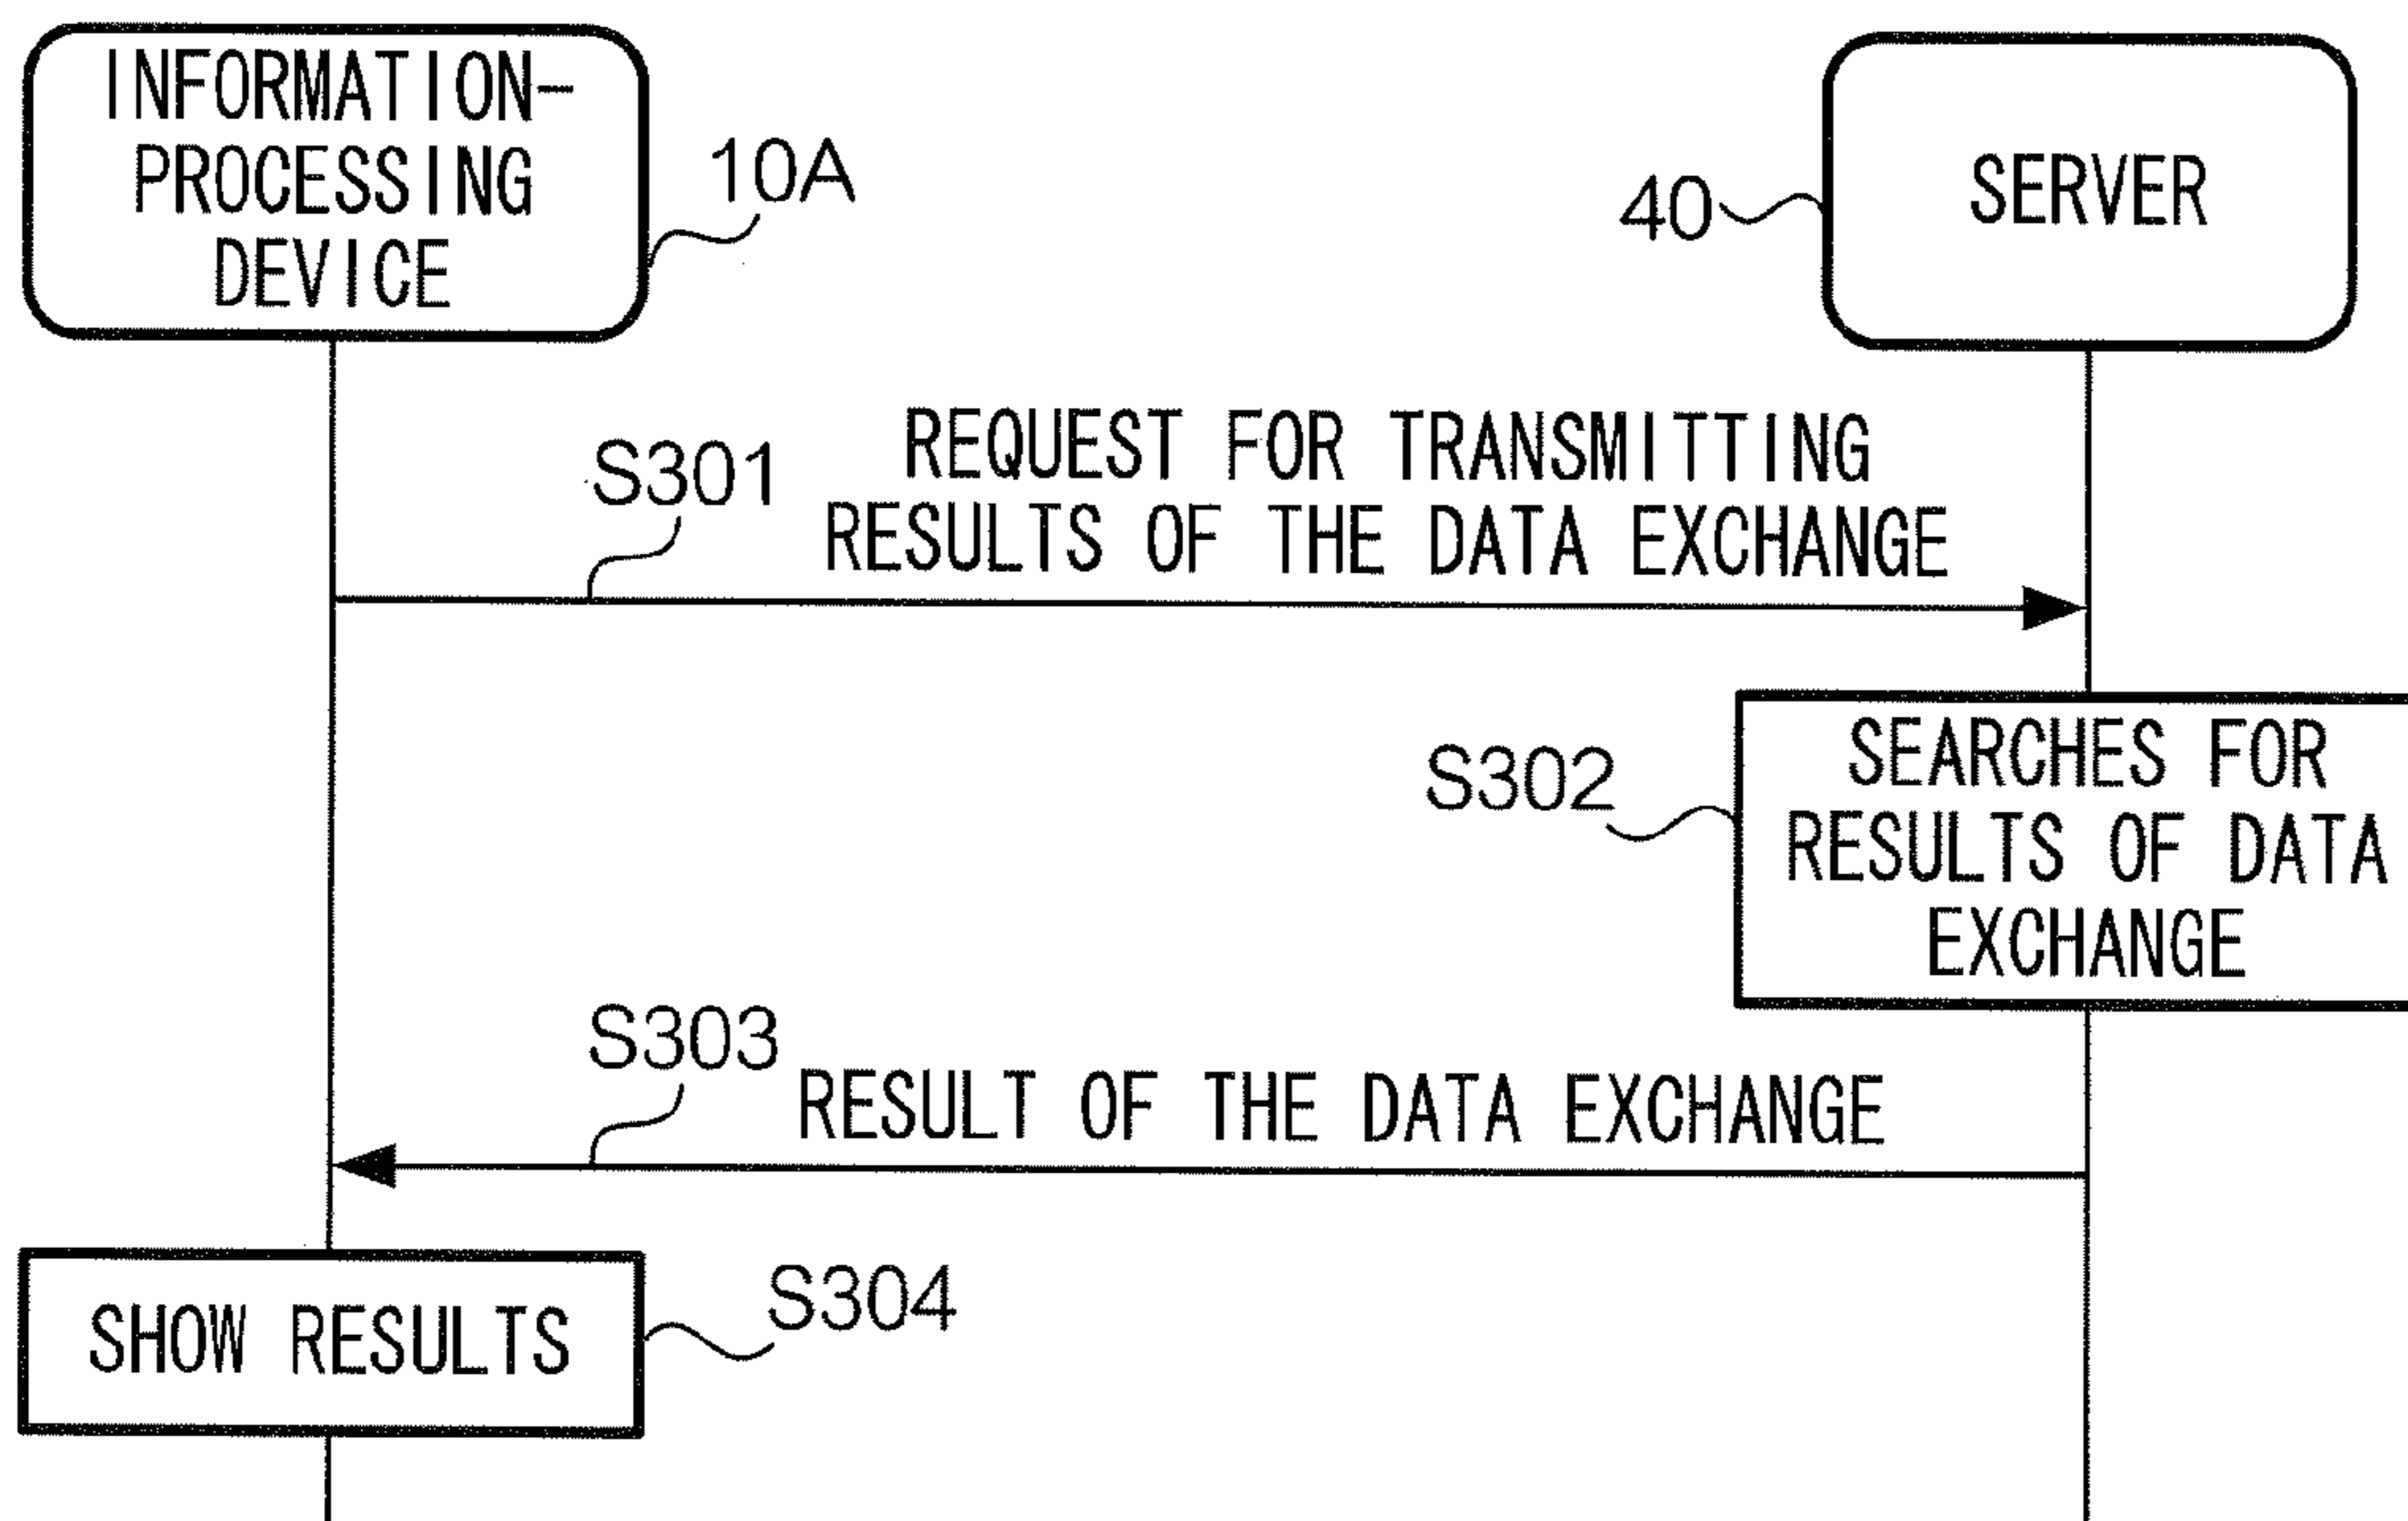 INFORMATION-
PROCESSING
DEVICE
10A
40
SERVER
S301
REQUEST FOR TRANSMITTING
RESULTS OF THE DATA EXCHANGE
S302
SEARCHES FOR
RESULTS OF DATA
EXCHANGE
S303
RESULT OF THE DATA EXCHANGE
SHOW RESULTS
S304